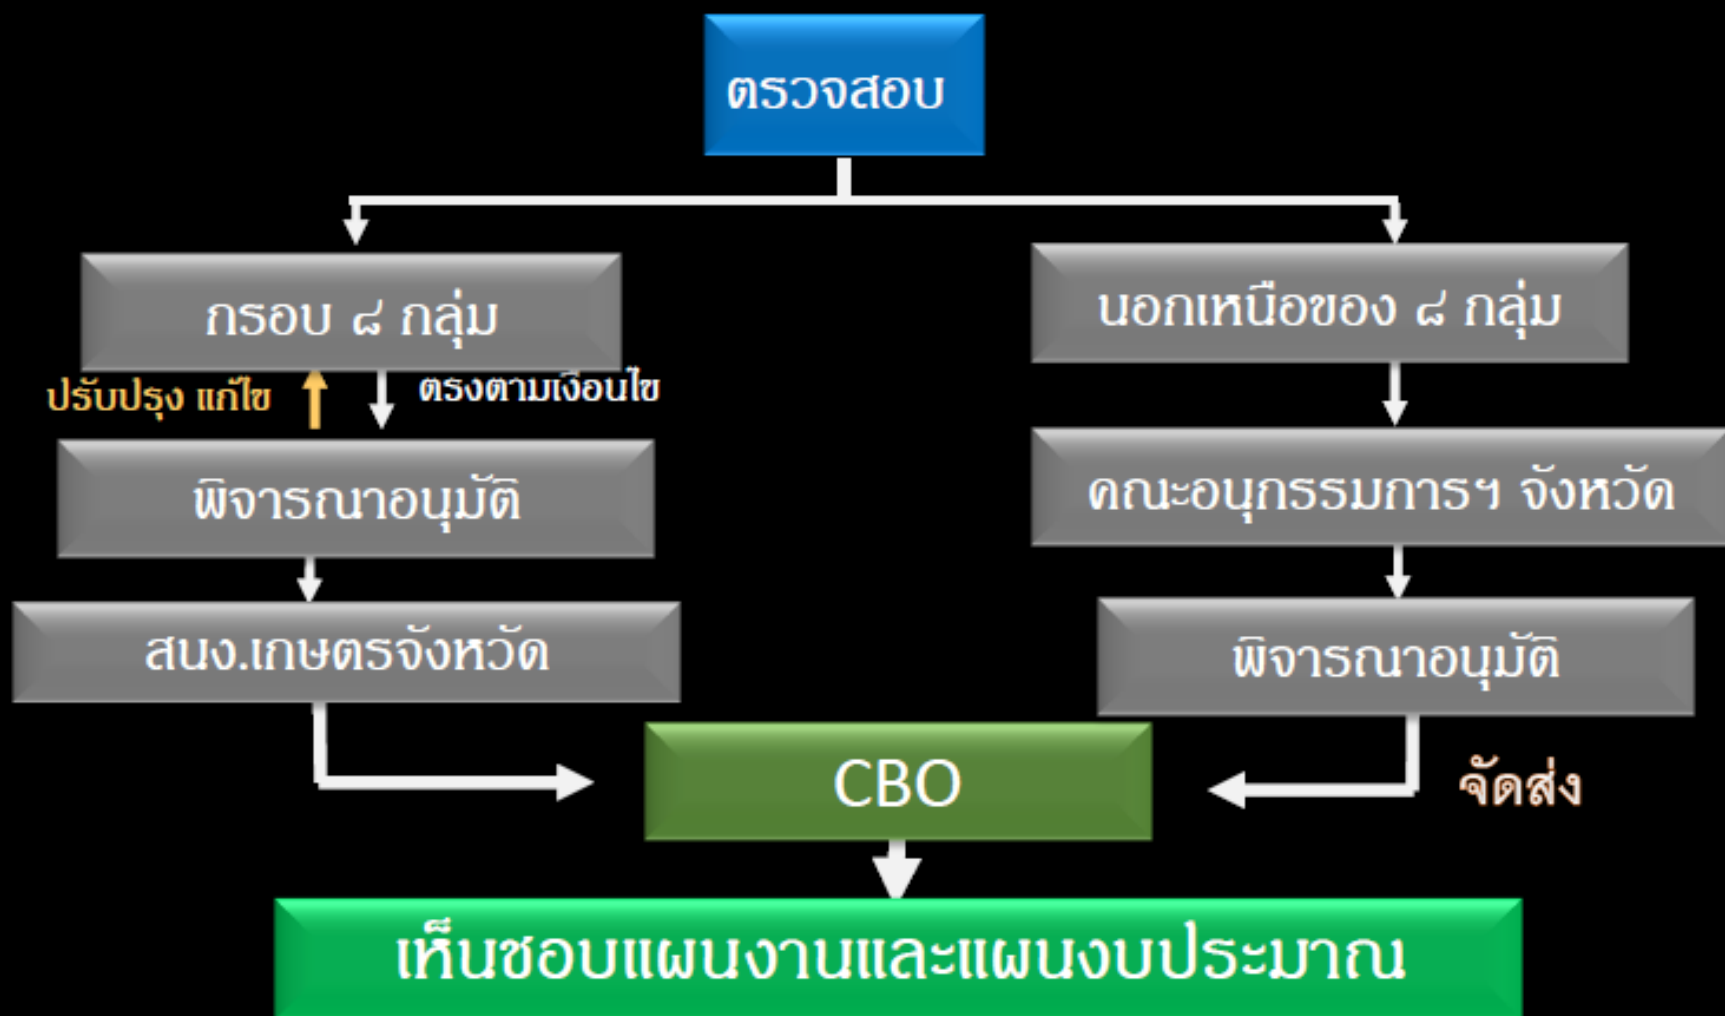 ตรวจสอบ
กรอบ ๘ กลุ่ม
นอกเหนือของ ๘ กลุ่ม
ปรับปรุง แก้ไข
ตรงตามเงื่อนไข
พิจารณาอนุมัติ
คณะอนุกรรมการฯ จังหวัด
สนง.เกษตรจังหวัด
พิจารณาอนุมัติ
CBO
จัดส่ง
เห็นชอบแผนงานและแผนงบประมาณ